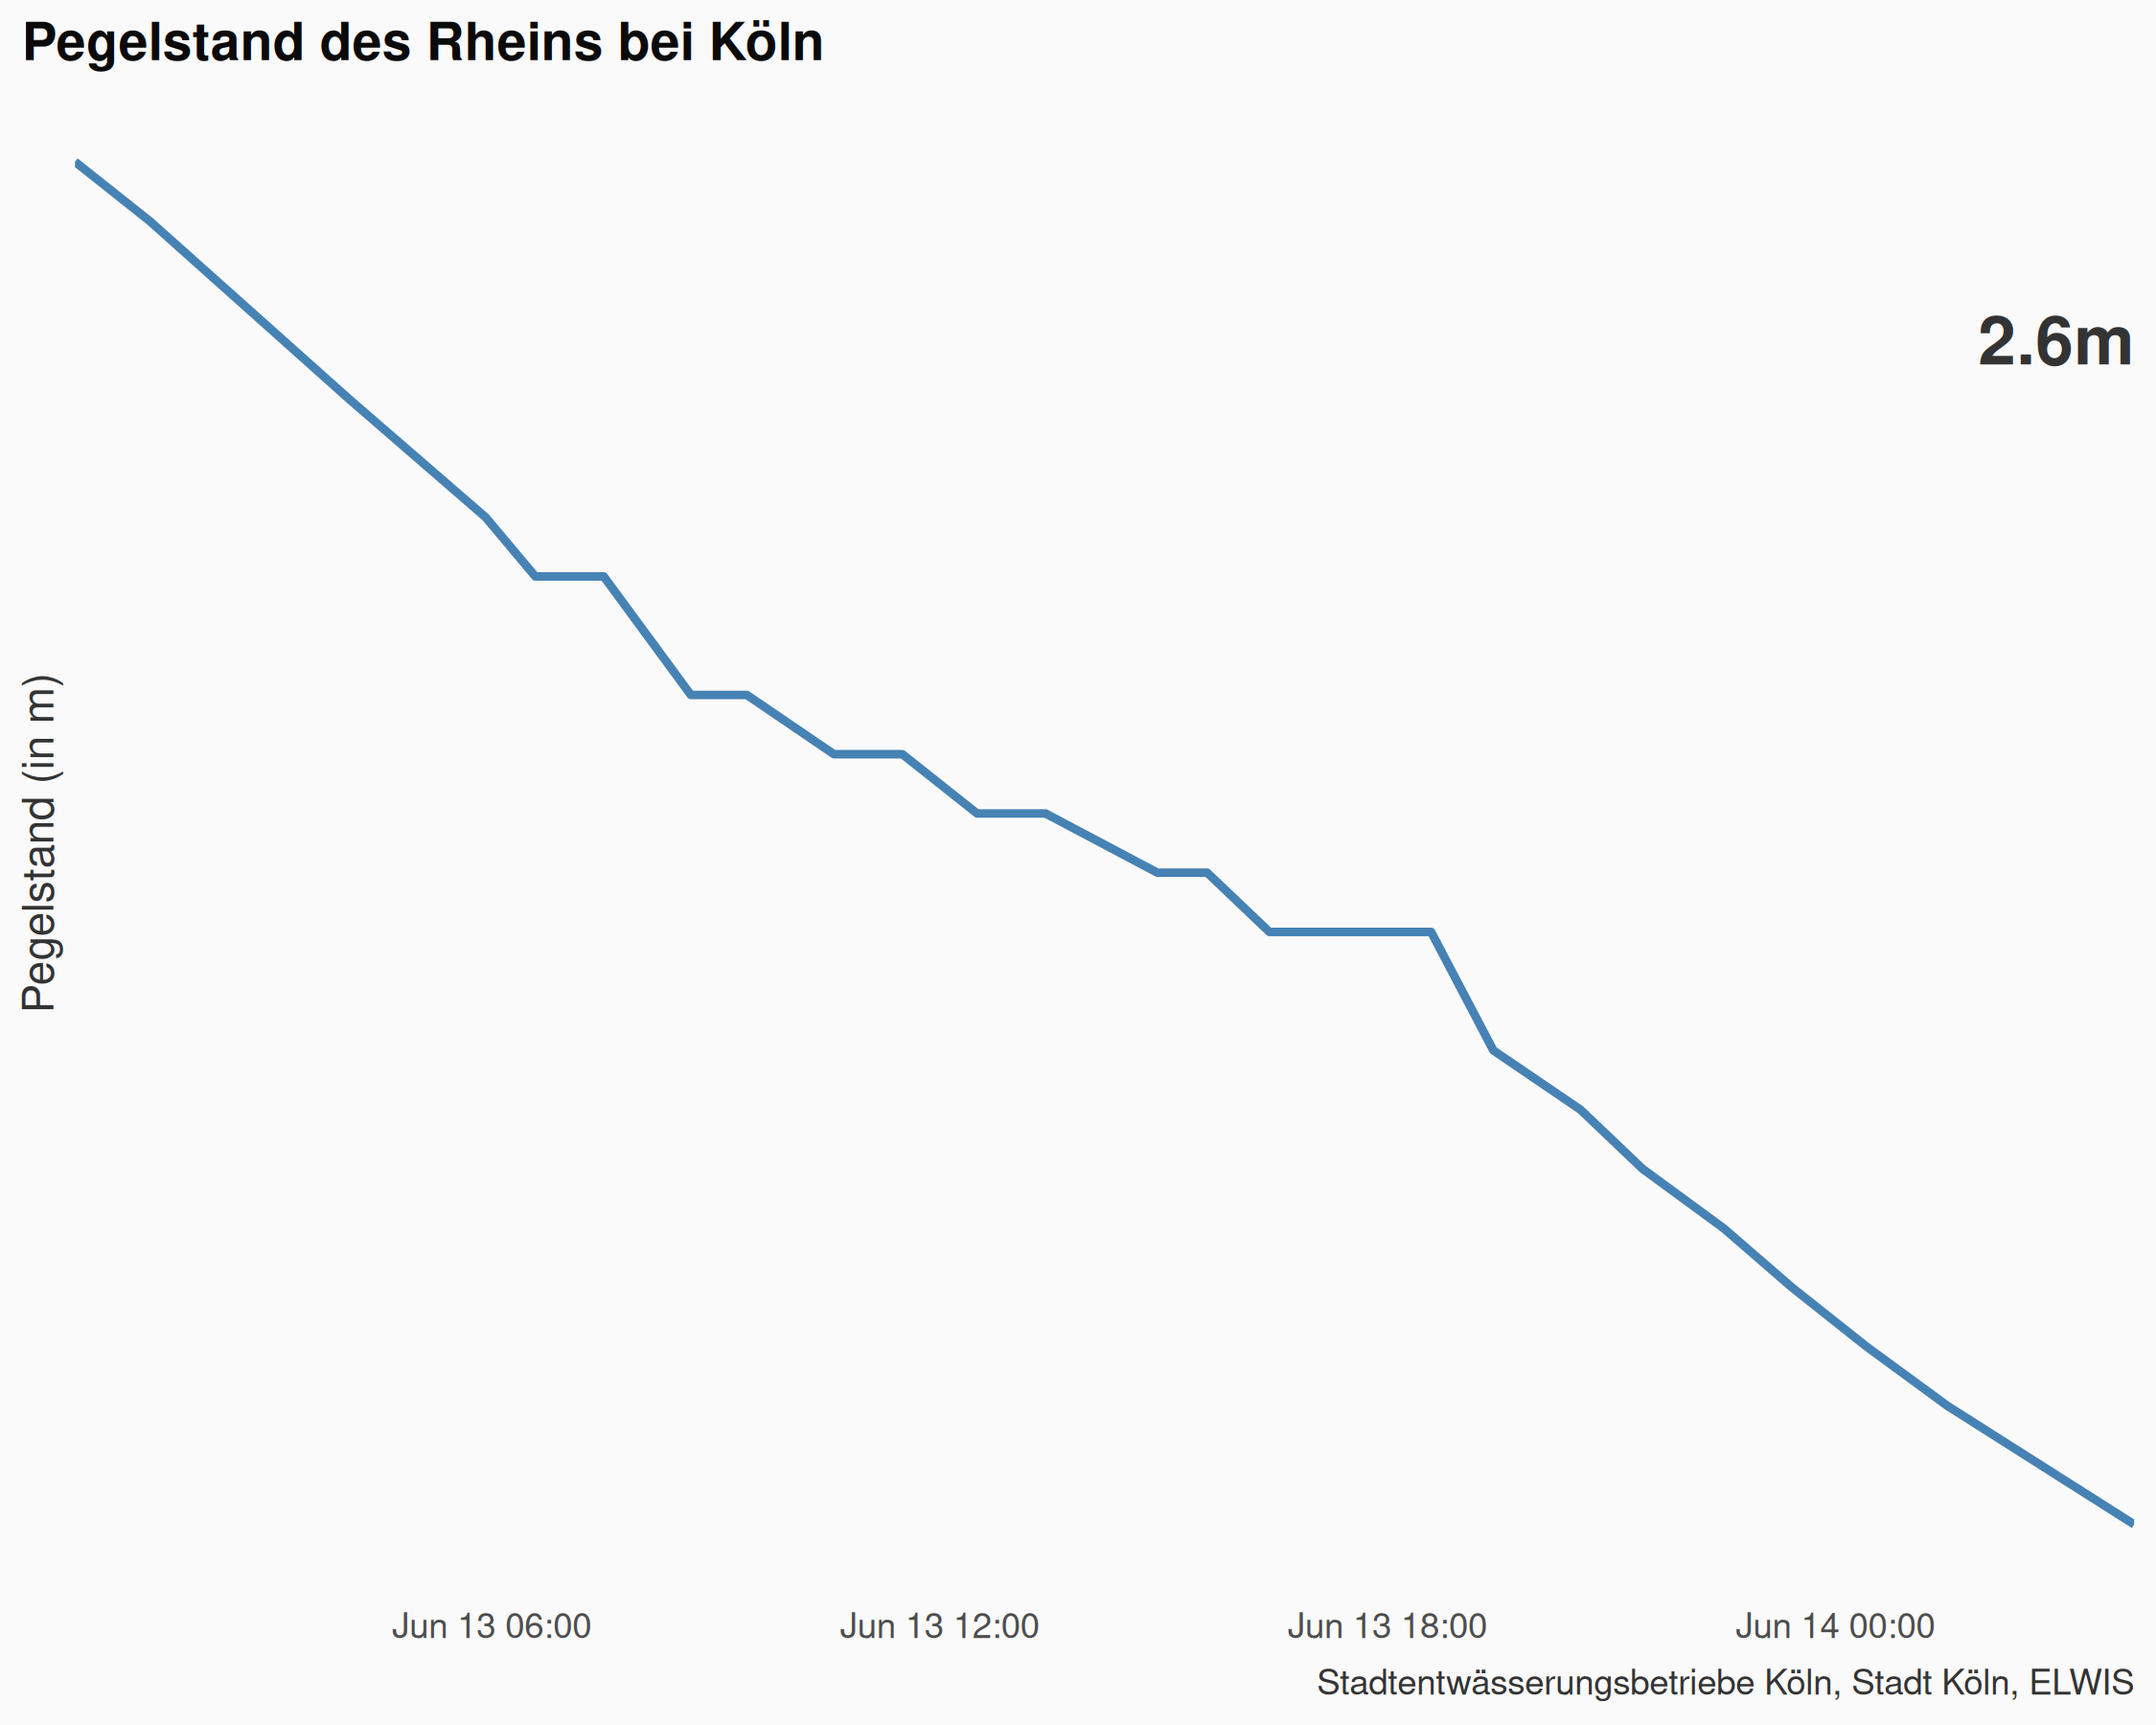 Pegelstand des Rheins bei Köln
2.6m
Pegelstand (in m)
Jun 13 06:00
Jun 13 12:00
Jun 13 18:00
Jun 14 00:00
Stadtentwässerungsbetriebe Köln, Stadt Köln, ELWIS